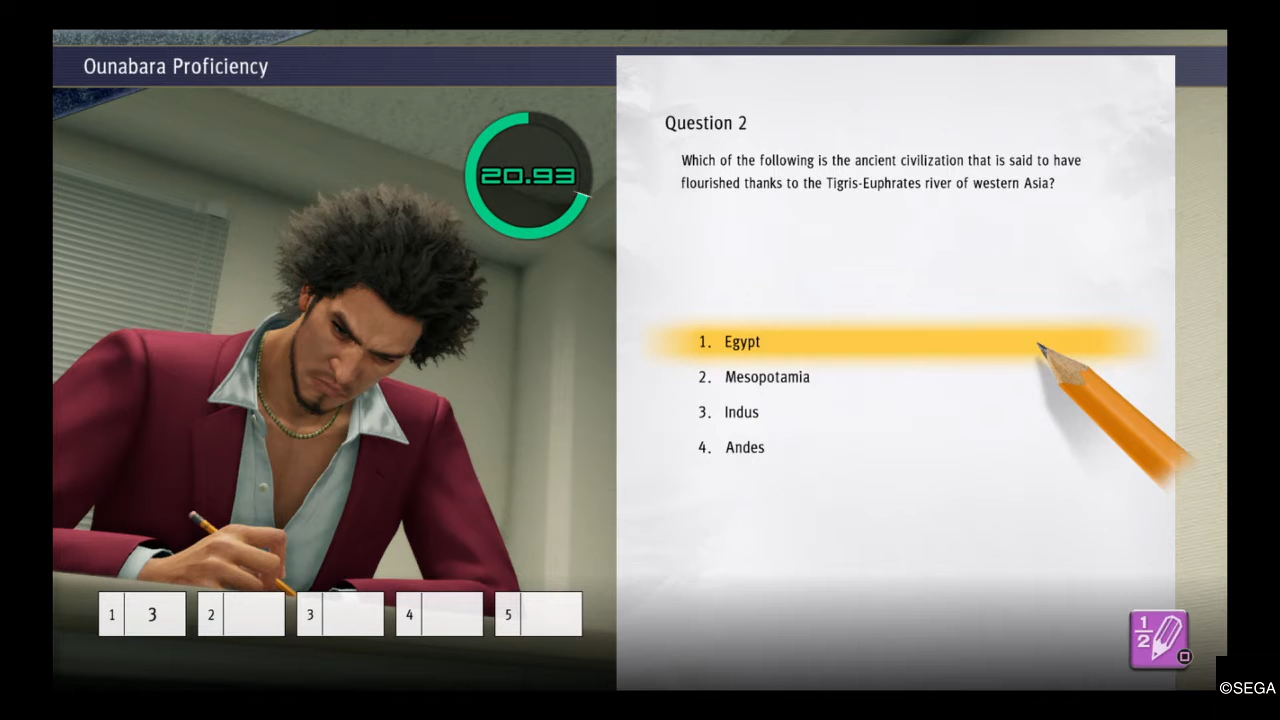 Ounabara Proficiency
20.93
Question 2
Which of the following is the ancient civilization that is said to have
flourished thanks to the Tigris-Euphrates river of western Asia?
1. Egypt
2. Mesopotamia
3. Indus
4. Andes
1 3 2 3 4 5
1/2
©SEGA